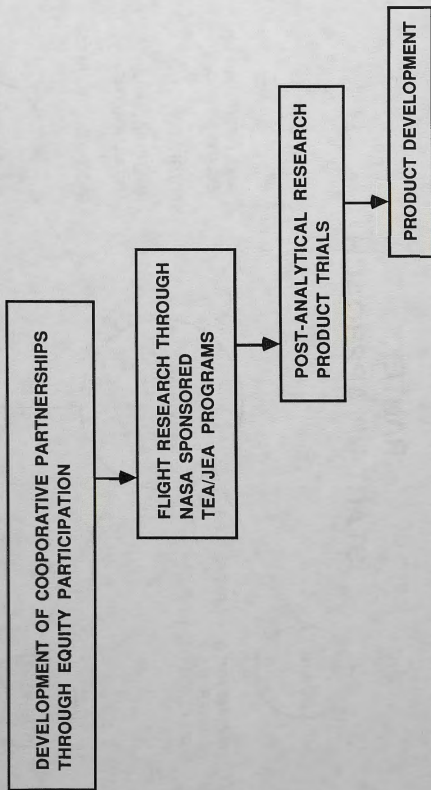 DEVELOPMENT OF COOPORATIVE PARTNERSHIPS
THROUGH EQUITY PARTICIPATION
FLIGHT RESEARCH THROUGH
NASA SPONSORED
TEA/JEA PROGRAMS
POST-ANALYTICAL RESEARCH
PRODUCT TRIALS
PRODUCT DEVELOPMENT